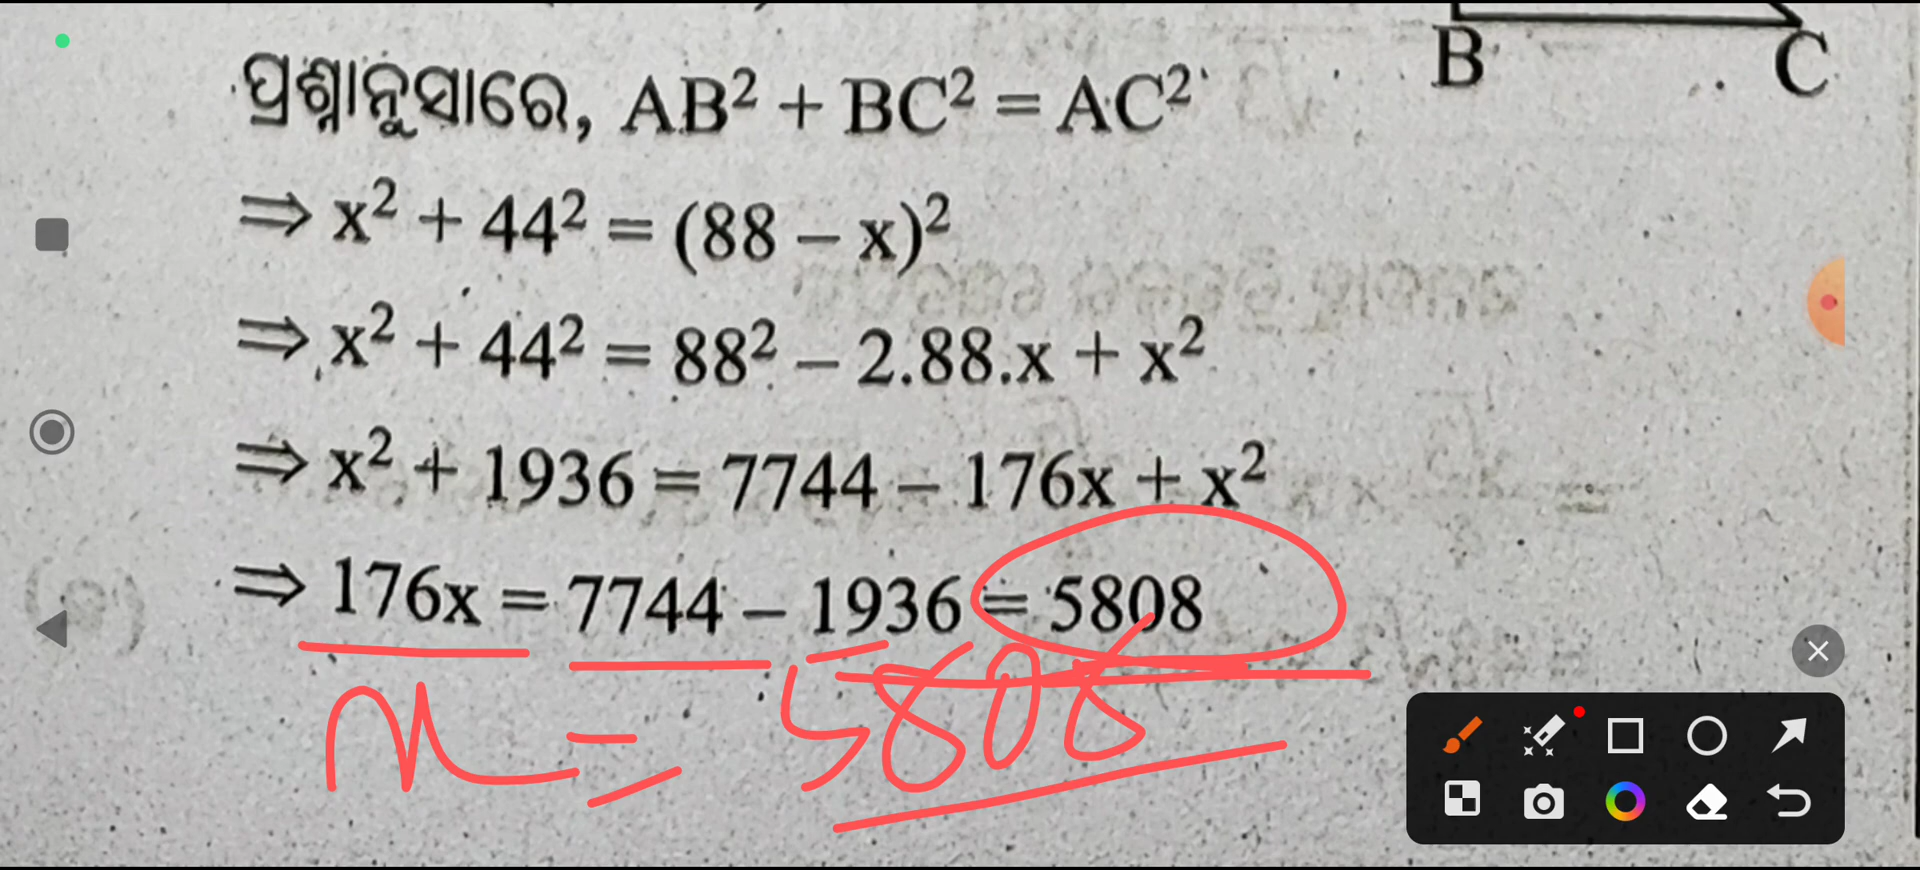 B C
ପ୍ରଶ୍ନାନୁସାରେ, AB² + BC² = AC²
⇒ x² + 44² = (88 – x)²
⇒ x² + 44² = 88² – 2.88.x + x²
⇒ x² + 1936 = 7744 – 176x + x²
⇒ 176x = 7744 – 1936 = 5808
x = 5808